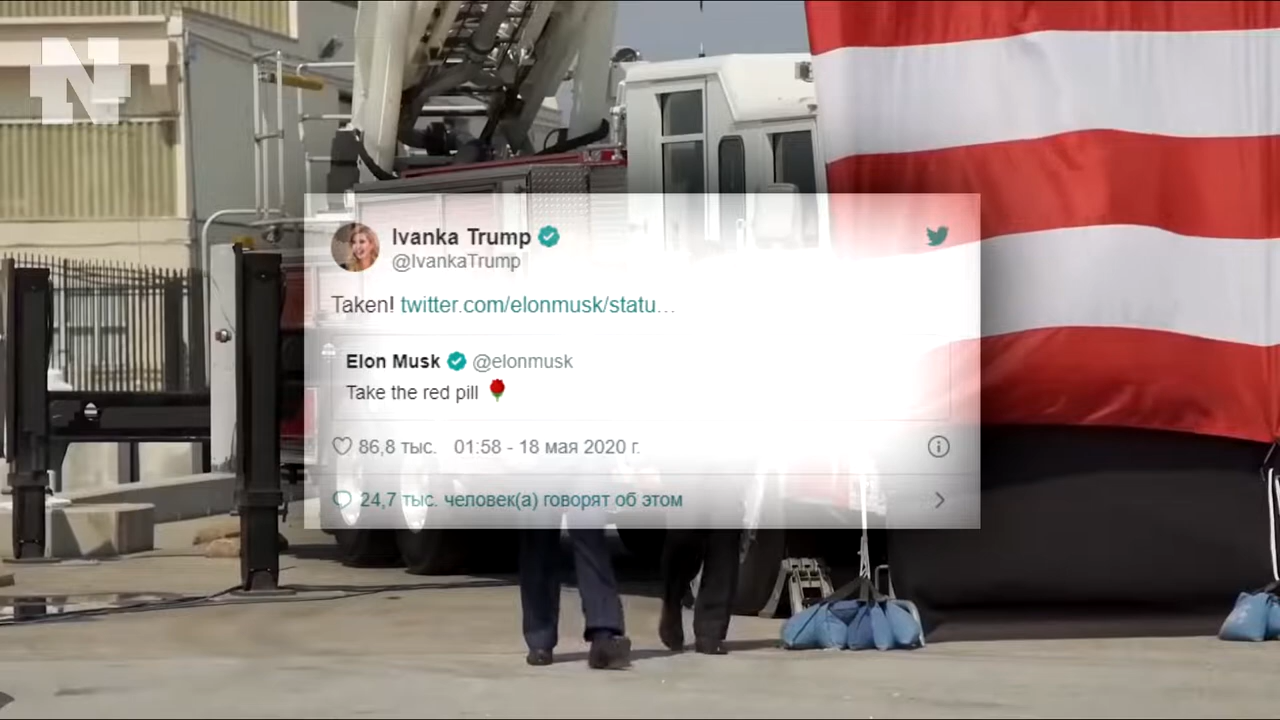 N
Ivanka Trump
@IvankaTrump
Taken! twitter.com/elonmusk/statu…
Elon Musk @elonmusk
Take the red pill 🌹
86,8 тыс. 01:58 - 18 мая 2020 г.
24,7 тыс. человек(а) говорят об этом